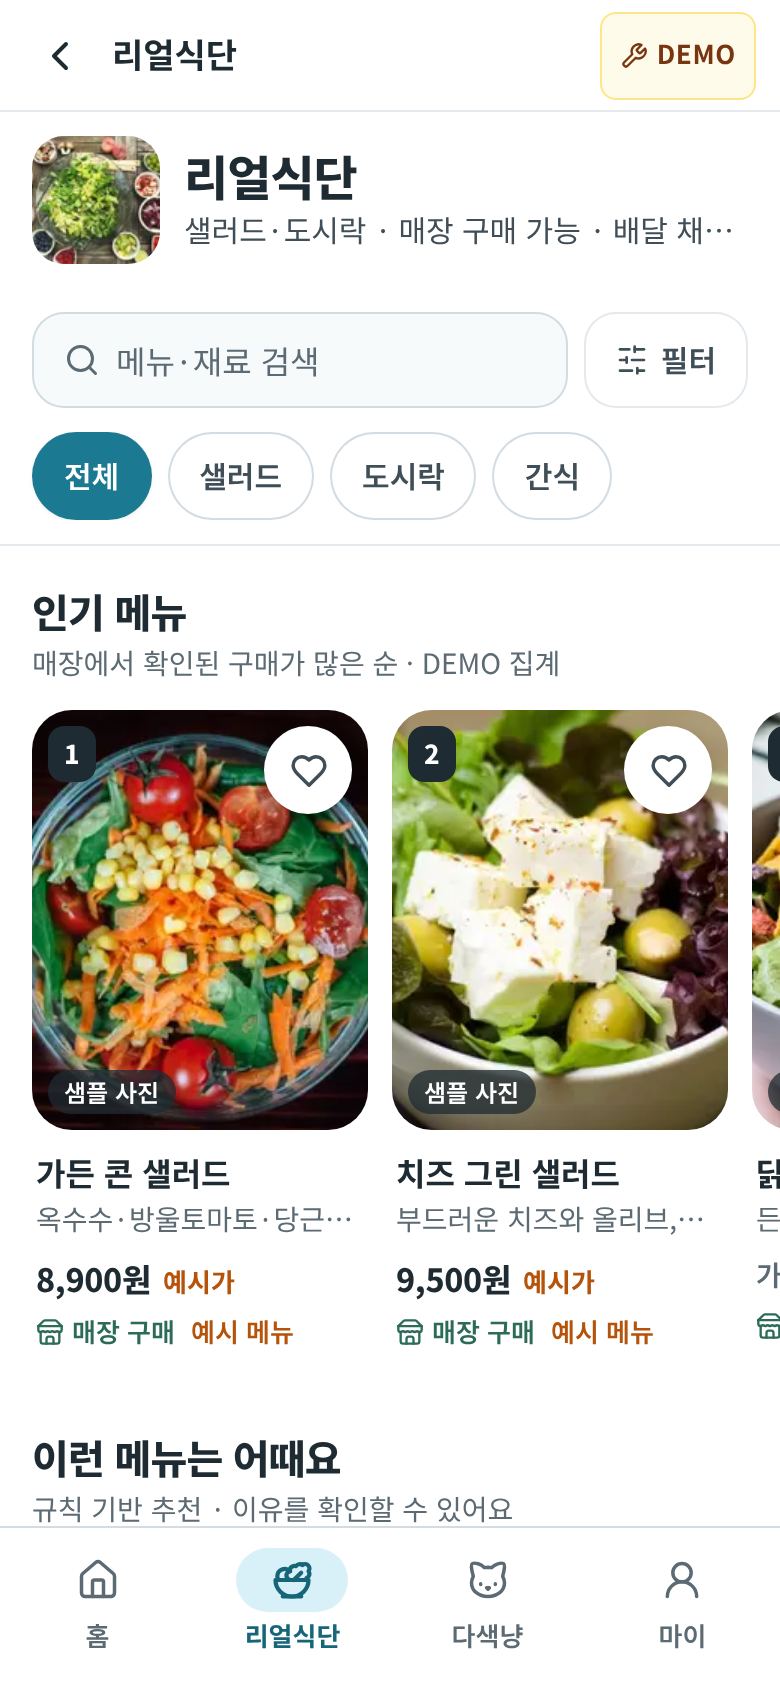 리얼식단
DEMO
리얼식단
샐러드·도시락 · 매장 구매 가능 · 배달 채…
메뉴·재료 검색
필터
전체
샐러드
도시락
간식
인기 메뉴
매장에서 확인된 구매가 많은 순 · DEMO 집계
1
2
샘플 사진
샘플 사진
가든 콘 샐러드
치즈 그린 샐러드
닭
옥수수·방울토마토·당근…
부드러운 치즈와 올리브,…
든
8,900원 예시가
9,500원 예시가
가
매장 구매 예시 메뉴
매장 구매 예시 메뉴
이런 메뉴는 어때요
규칙 기반 추천 · 이유를 확인할 수 있어요
홈
리얼식단
다색냥
마이